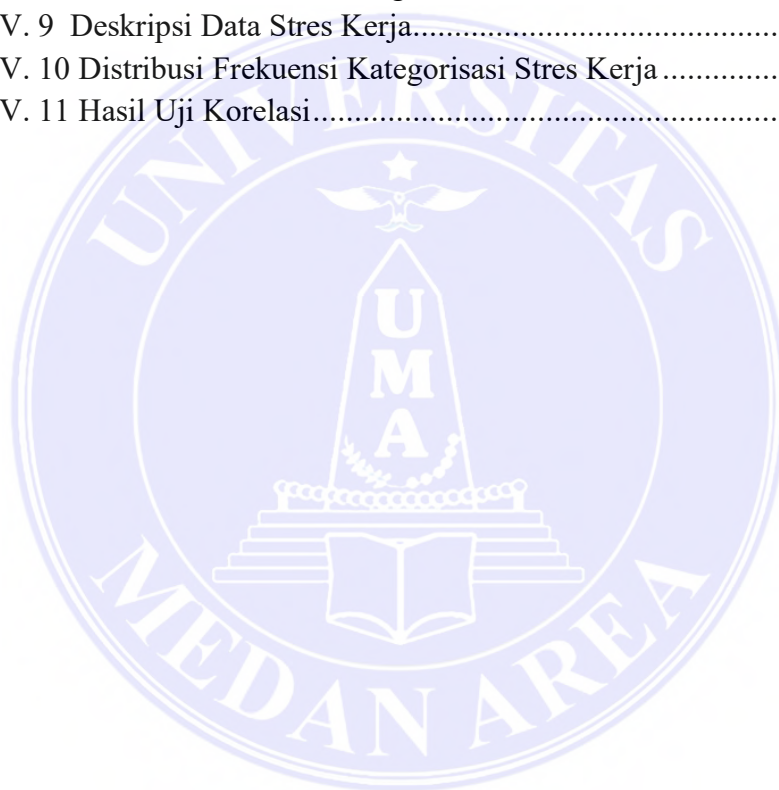 V. 9 Deskripsi Data Stres Kerja.............................................
V. 10 Distribusi Frekuensi Kategorisasi Stres Kerja..............
V. 11 Hasil Uji Korelasi.........................................................
UNIVERSITAS
UMA
MEDAN AREA